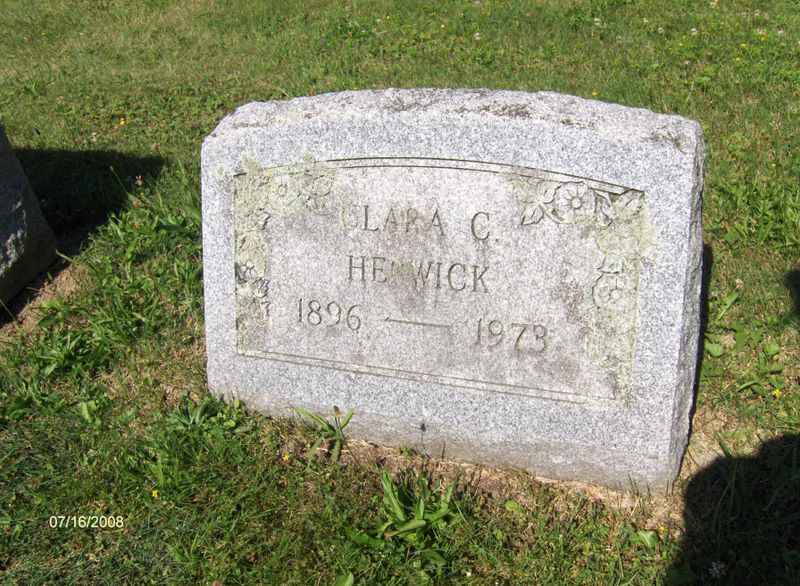 CLARA C.
HENWICK
1896 — 1973
07/16/2008